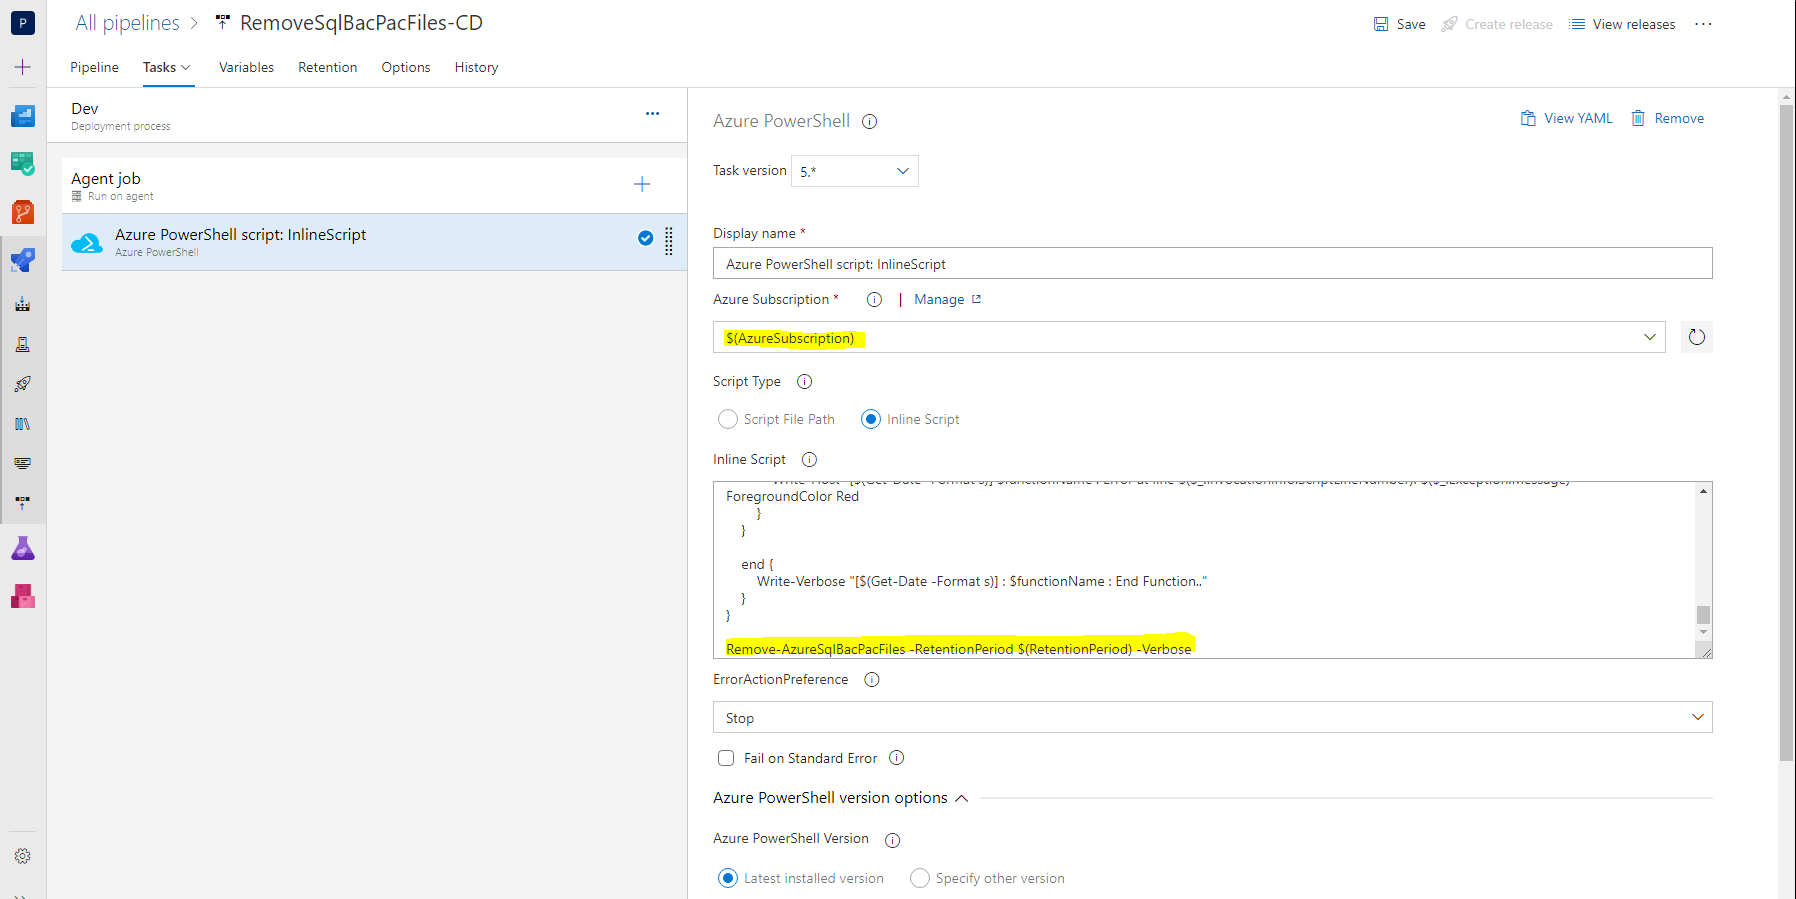 P
All pipelines > RemoveSqlBacPacFiles-CD
Save Create release View releases ...
Pipeline Tasks Variables Retention Options History
Dev
Deployment process
...
Agent job
Run on agent
Azure PowerShell script: InlineScript
Azure PowerShell
Azure PowerShell
View YAML Remove
Task version 5.*
Display name *
Azure PowerShell script: InlineScript
Azure Subscription * | Manage
$(AzureSubscription)
Script Type
Script File Path Inline Script
Inline Script
ForegroundColor Red
}
}
end {
Write-Verbose "[$(Get-Date -Format s)] : $functionName : End Function.."
}
}
Remove-AzureSqlBacPacFiles -RetentionPeriod $(RetentionPeriod) -Verbose
ErrorActionPreference
Stop
Fail on Standard Error
Azure PowerShell version options
Azure PowerShell Version
Latest installed version Specify other version